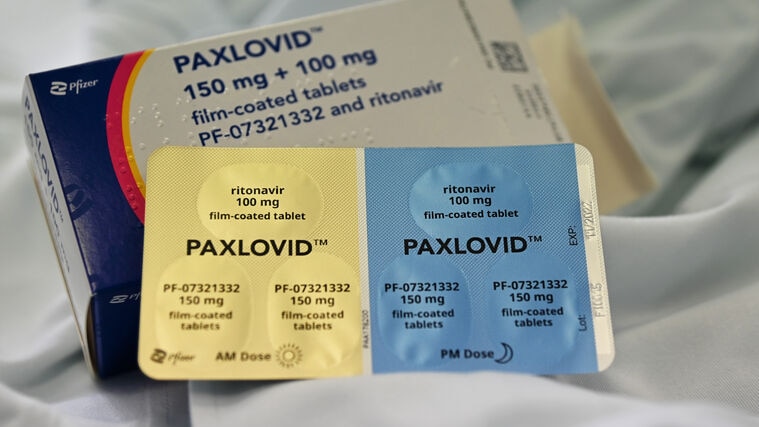 PAXLOVID™
150 mg + 100 mg
film-coated tablets
PF-07321332 and ritonavir
Pfizer
PAXLOVID
ritonavir
100 mg
film-coated tablet
PAXLOVID™
PF-07321332
150 mg
film-coated
tablets
PF-07321332
150 mg
film-coated
tablets
Pfizer
AM Dose
ritonavir
100 mg
film-coated tablet
PAXLOVID™
PF-07321332
150 mg
film-coated
tablets
PF-07321332
150 mg
film-coated
tablets
PM Dose
EXP:
11/2022
Lot: